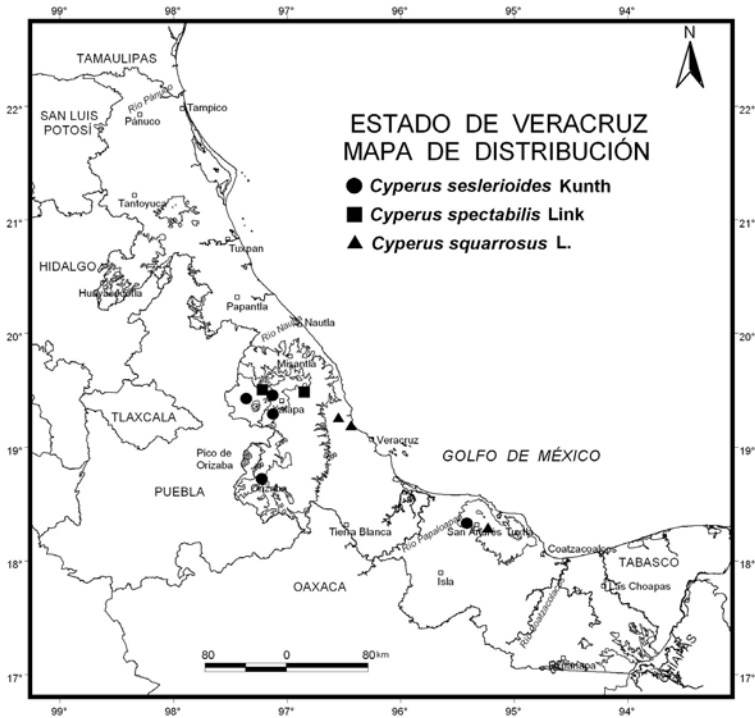 99° 98° 97° 96° 95° 94°
N
TAMAULIPAS
22° 22°
Río Pánuco
Tampico
Pánuco
SAN LUIS
POTOSÍ
ESTADO DE VERACRUZ
MAPA DE DISTRIBUCIÓN
Cyperus seslerioides Kunth
Cyperus spectabilis Link
Cyperus squarrosus L.
Tantoyuca
21° 21°
Tuxpan
HIDALGO
Huayacocotla
Papantla
20° 20°
Nautla
Río Nautla
Misantla
TLAXCALA
Xalapa
19° 19°
Veracruz
Pico de
Orizaba
GOLFO DE MÉXICO
PUEBLA
Orizaba
Tierra Blanca
Río Papaloapan
San Andrés Tuxtla
18° 18°
Coatzacoalcos
TABASCO
OAXACA
Isla
Las Choapas
Río Coatzacoalcos
CHIAPAS
80 0 80 km
17° 17°
99° 98° 97° 96° 95° 94°